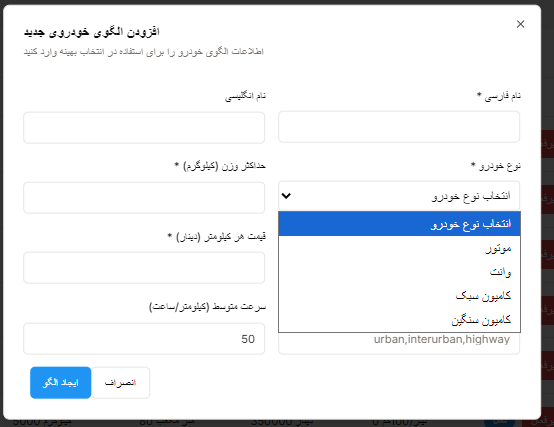 ×
افزودن الگوی خودروی جدید
اطلاعات الگوی خودرو را برای استفاده در انتخاب بهینه وارد کنید
نام فارسی *
نام انگلیسی
نوع خودرو *
حداکثر وزن (کیلوگرم) *
انتخاب نوع خودرو
انتخاب نوع خودرو
موتور
وانت
کامیون سبک
کامیون سنگین
قیمت هر کیلومتر (دینار) *
سرعت متوسط (کیلومتر/ساعت)
urban,interurban,highway
50
انصراف
ایجاد الگو